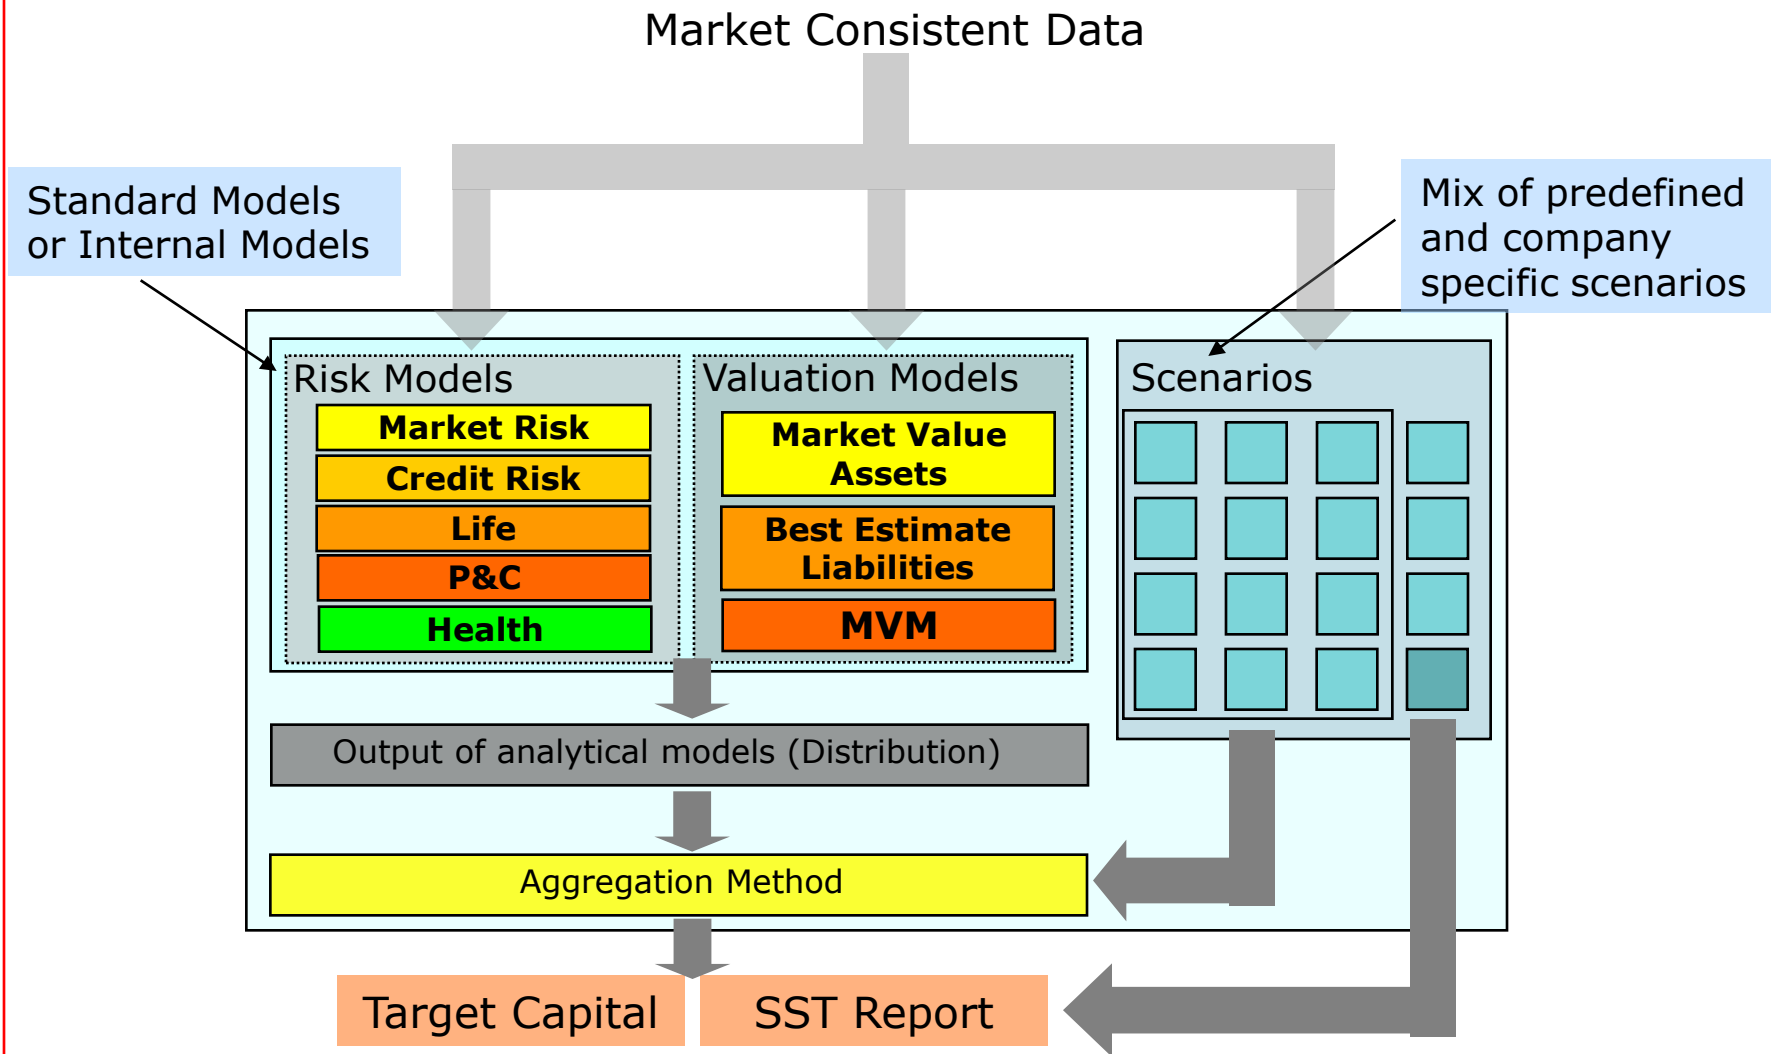 Market Consistent Data
Standard Models
or Internal Models
Mix of predefined
and company
specific scenarios
Risk Models
Market Risk
Credit Risk
Life
P&C
Health
Valuation Models
Market Value
Assets
Best Estimate
Liabilities
MVM
Scenarios
Output of analytical models (Distribution)
Aggregation Method
Target Capital
SST Report